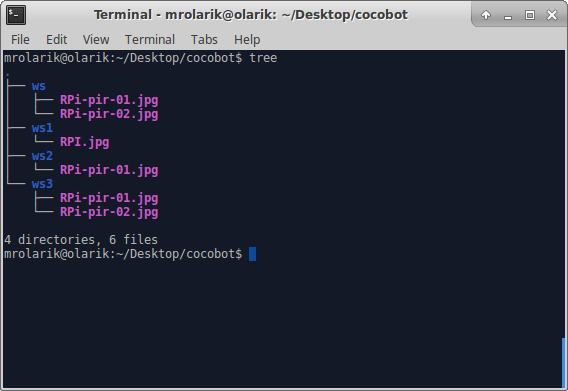 Terminal - mrolarik@olarik: ~/Desktop/cocobot
File Edit View Terminal Tabs Help
mrolarik@olarik:~/Desktop/cocobot$ tree
.
├── ws
│   ├── RPi-pir-01.jpg
│   └── RPi-pir-02.jpg
├── ws1
│   └── RPI.jpg
├── ws2
│   └── RPi-pir-01.jpg
└── ws3
    ├── RPi-pir-01.jpg
    └── RPi-pir-02.jpg
4 directories, 6 files
mrolarik@olarik:~/Desktop/cocobot$